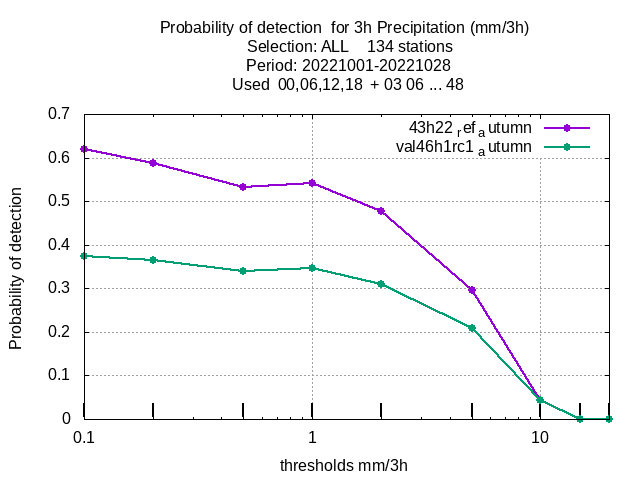 Probability of detection  for 3h Precipitation (mm/3h)
Selection: ALL    134 stations
Period: 20221001-20221028
Used  00,06,12,18  + 03 06 ... 48
43h22 ref autumn
val46h1rc1 autumn
0.7
0.6
0.5
0.4
0.3
0.2
0.1
0
Probability of detection
0.1 1 10
thresholds mm/3h